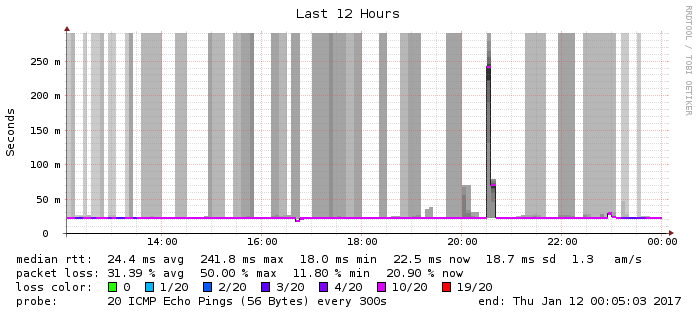 Last 12 Hours
RRDTOOL / TOBI OETIKER
Seconds
250 m
200 m
150 m
100 m
50 m
0
14:00 16:00 18:00 20:00 22:00 00:00
median rtt: 24.4 ms avg 241.8 ms max 18.0 ms min 22.5 ms now 18.7 ms sd 1.3 am/s
packet loss: 31.39 % avg 50.00 % max 11.80 % min 20.90 % now
loss color: 0 1/20 2/20 3/20 4/20 10/20 19/20
probe: 20 ICMP Echo Pings (56 Bytes) every 300s end: Thu Jan 12 00:05:03 2017